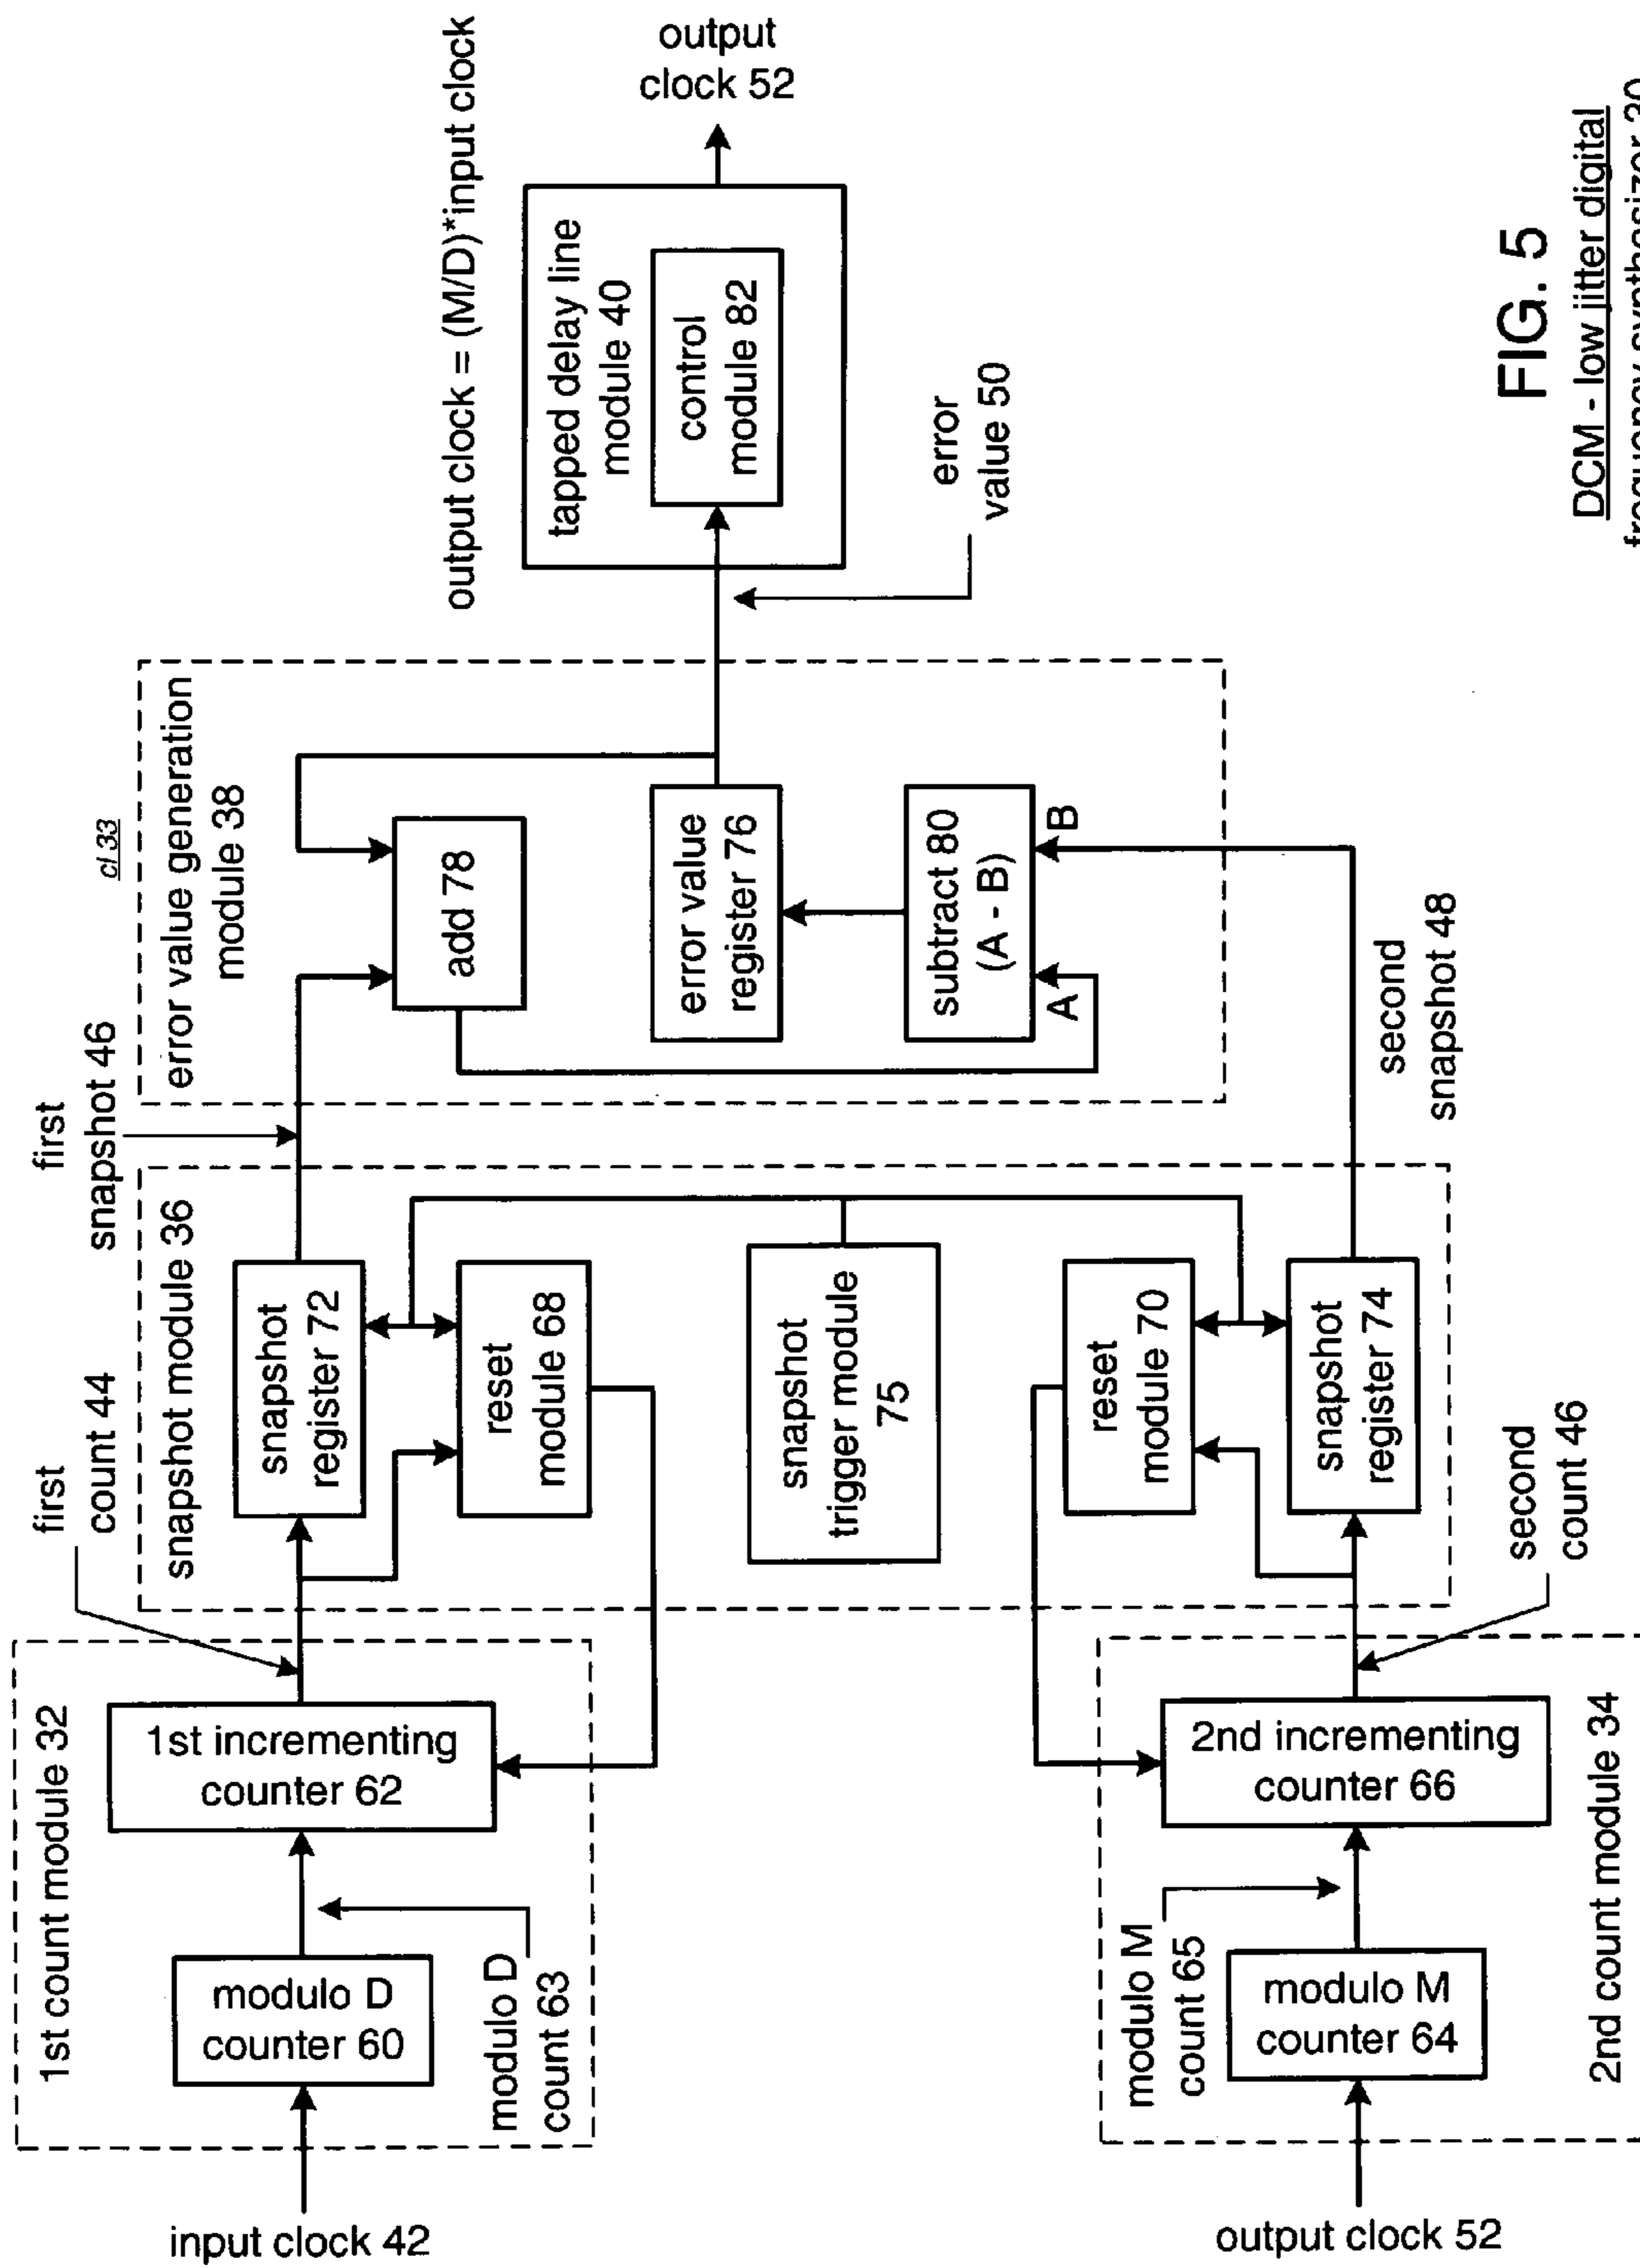 1st count module 32
input clock 42
modulo D
counter 60
modulo D
count 63
1st incrementing
counter 62
first
count 44
snapshot module 36
snapshot
register 72
reset
module 68
snapshot
trigger module
75
reset
module 70
snapshot
register 74
output clock 52
modulo M
counter 64
modulo M
count 65
2nd incrementing
counter 66
2nd count module 34
second
count 46
first
snapshot 46
second
snapshot 48
cl 33
error value generation
module 38
add 78
error value
register 76
subtract 80
(A - B)
A
B
error
value 50
output clock = (M/D)*input clock
tapped delay line
module 40
control
module 82
output
clock 52
FIG. 5
DCM - low jitter digital
frequency synthesizer 30